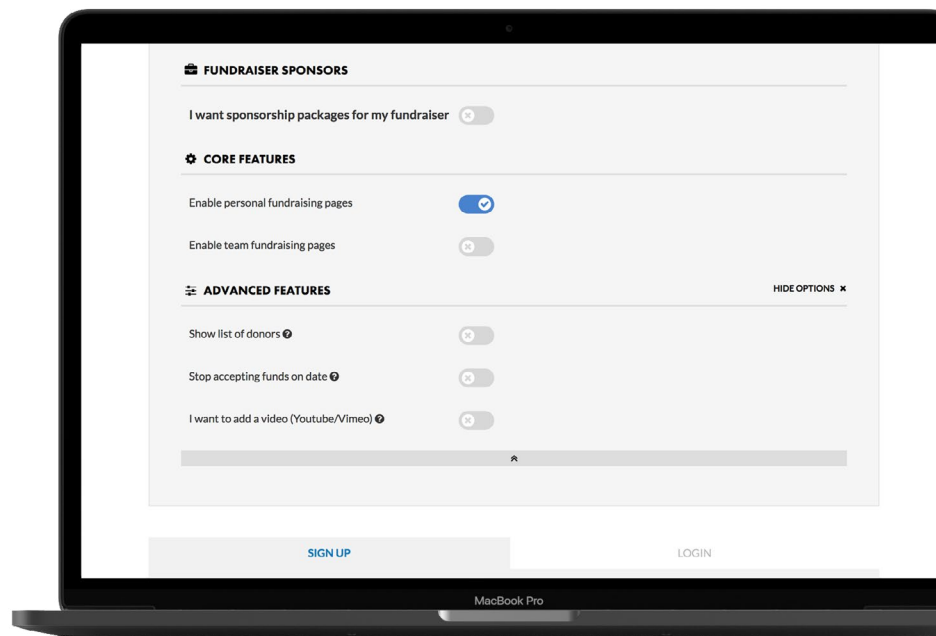 FUNDRAISER SPONSORS
I want sponsorship packages for my fundraiser
CORE FEATURES
Enable personal fundraising pages
Enable team fundraising pages
ADVANCED FEATURES
HIDE OPTIONS
Show list of donors
Stop accepting funds on date
I want to add a video (Youtube/Vimeo)
SIGN UP
LOGIN
MacBook Pro